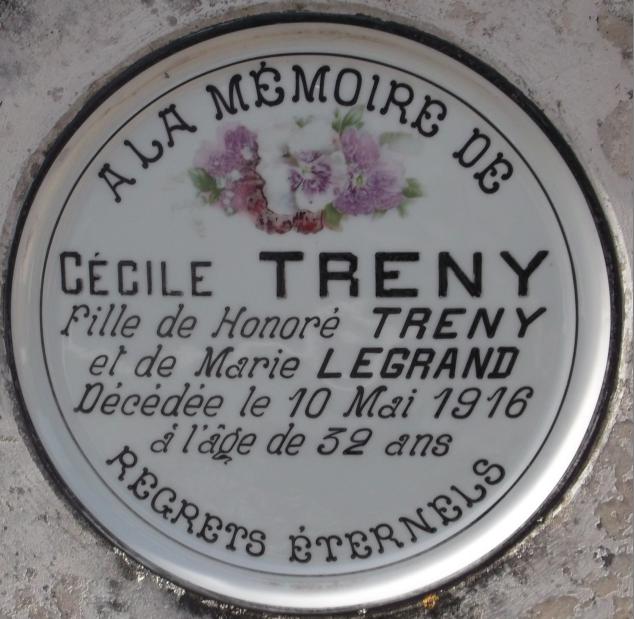 A LA MÉMOIRE DE
CÉCILE TRENY
Fille de Honoré TRENY
et de Marie LEGRAND
Décédée le 10 Mai 1916
á l'âge de 32 ans
REGRETS ÉTERNELS